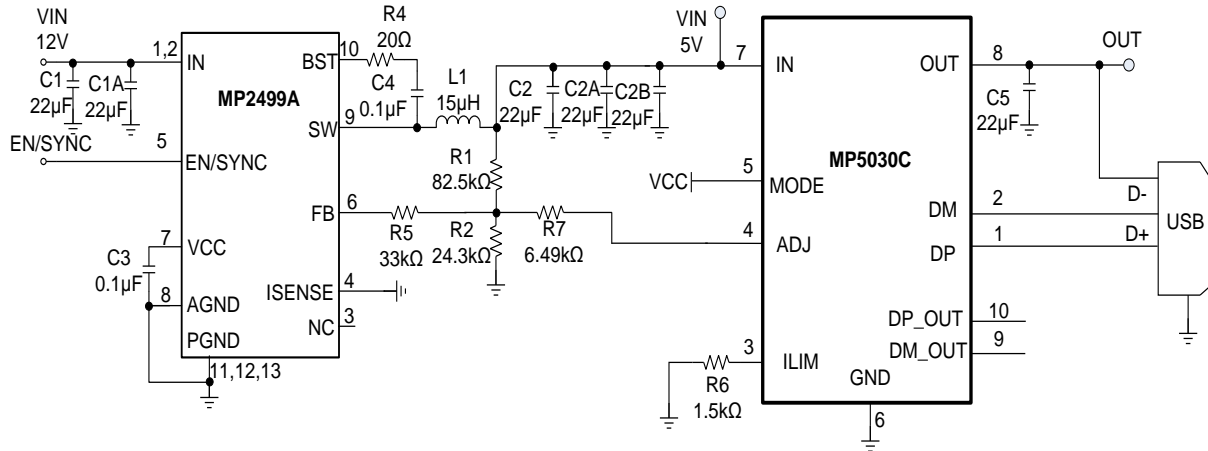 VIN
12V
C1
22µF
C1A
22µF
EN/SYNC
5
1,2
IN
MP2499A
BST
SW
EN/SYNC
FB
VCC
AGND
ISENSE
NC
PGND
7
8
C3
0.1µF
11,12,13
10
R4
20Ω
C4
0.1µF
9
L1
15µH
R1
82.5kΩ
6
R5
33kΩ
R2
24.3kΩ
R7
6.49kΩ
4
3
C2
22µF
C2A
22µF
C2B
22µF
VIN
5V
7
IN
VCC
5
MODE
4
ADJ
3
ILIM
R6
1.5kΩ
MP5030C
OUT
DM
DP
DP_OUT
DM_OUT
GND
6
8
OUT
C5
22µF
2
D-
1
D+
USB
10
9